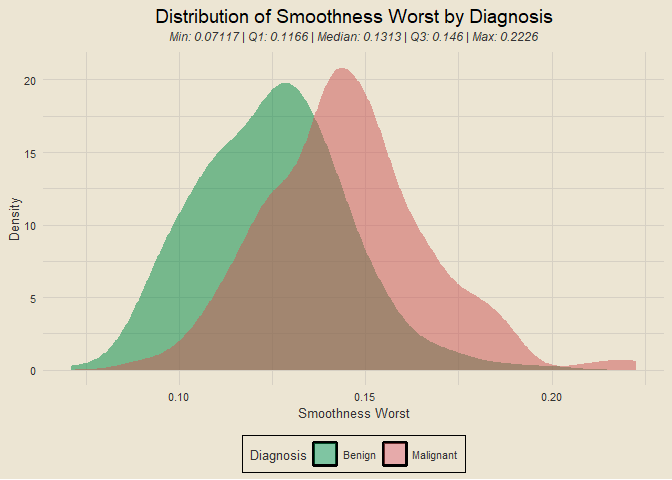 Distribution of Smoothness Worst by Diagnosis
Min: 0.07117 | Q1: 0.1166 | Median: 0.1313 | Q3: 0.146 | Max: 0.2226
20
15
10
5
0
Density
0.10 0.15 0.20
Smoothness Worst
Diagnosis Benign Malignant